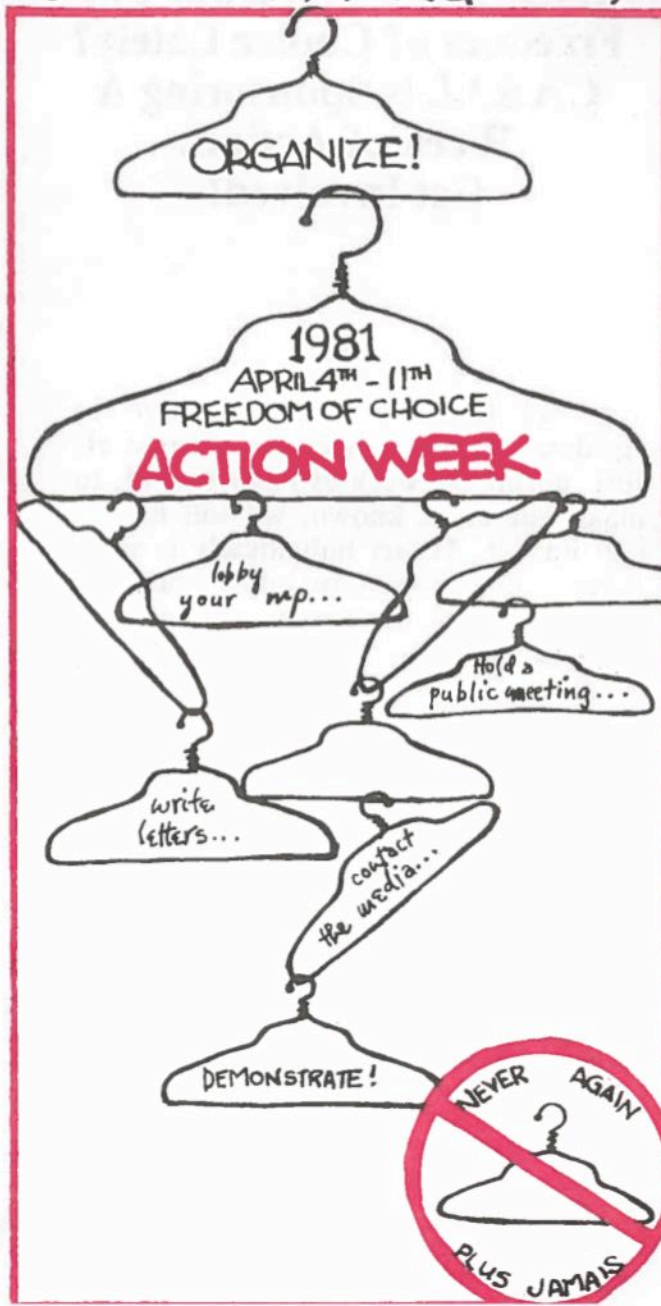 ORGANIZE!
1981
APRIL 4TH - 11TH
FREEDOM OF CHOICE
ACTION WEEK
lobby
your mp...
Hold a
public meeting...
write
letters...
contact
the media...
DEMONSTRATE!
NEVER AGAIN
PLUS JAMAIS